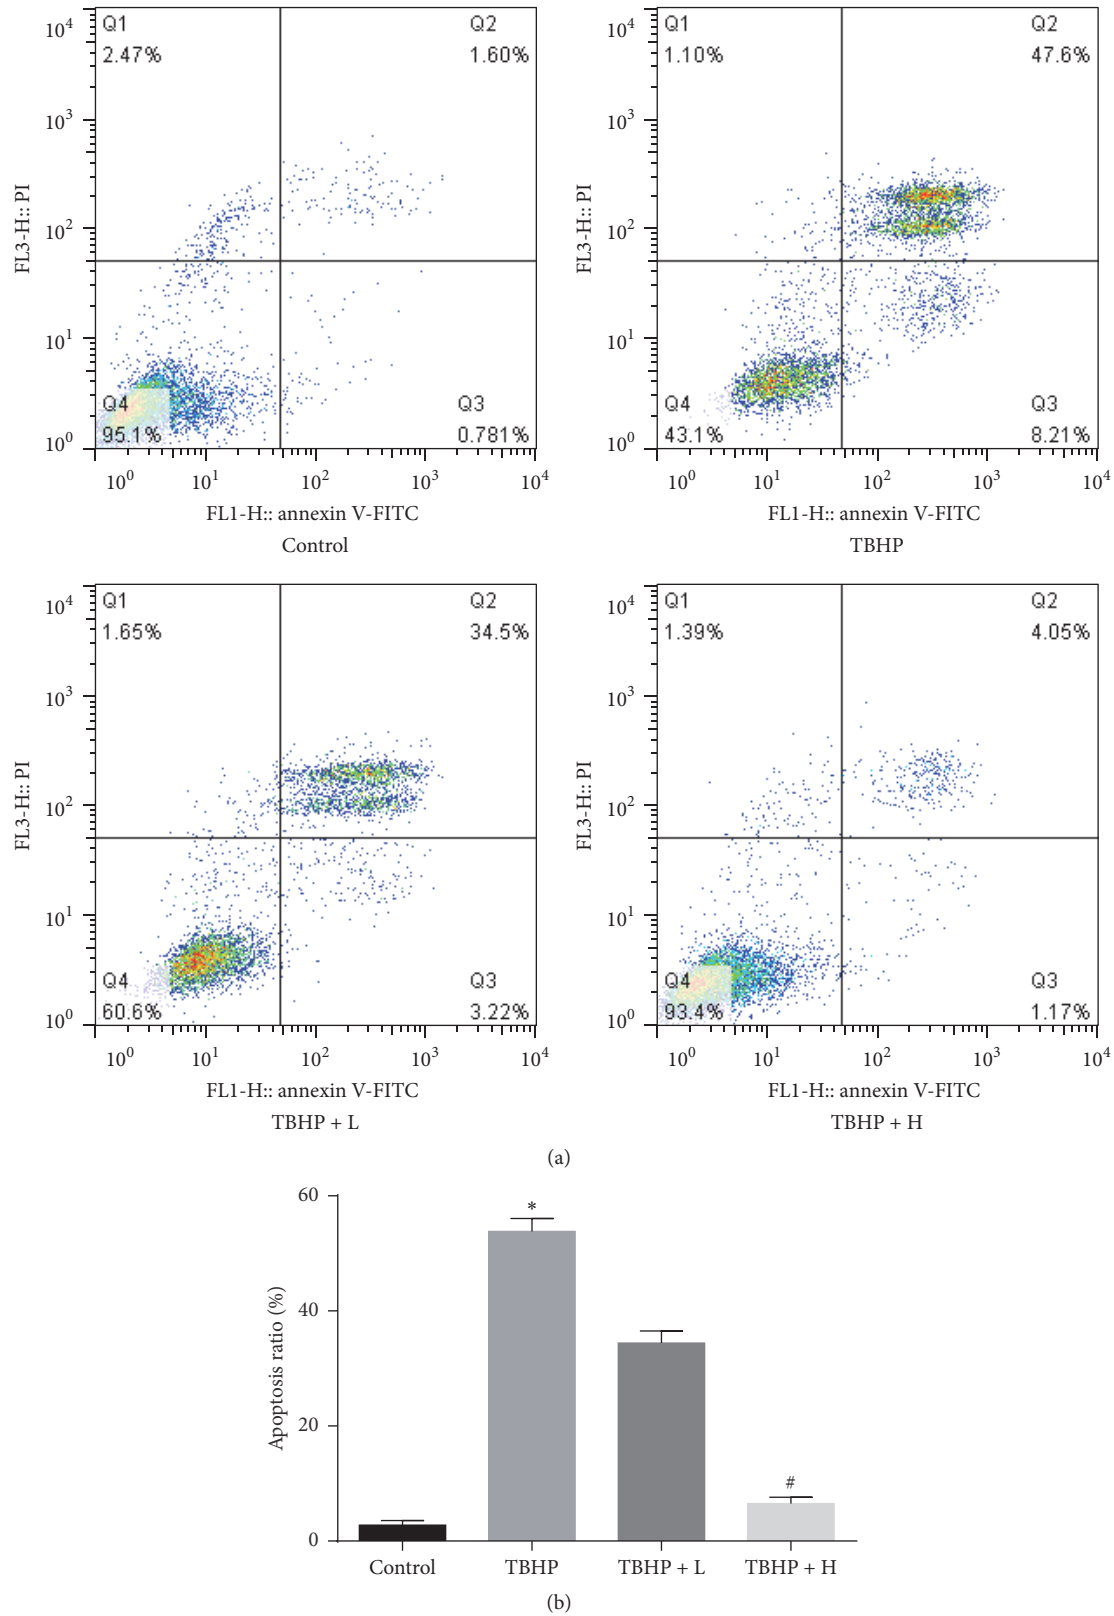 Q1 Q2
2.47% 1.60%
Q4 Q3
95.1% 0.781%
10⁴
10³
10²
10¹
10⁰
FL3-H:: PI
10⁰ 10¹ 10² 10³ 10⁴
FL1-H:: annexin V-FITC
Control
Q1 Q2
1.10% 47.6%
Q4 Q3
43.1% 8.21%
10⁴
10³
10²
10¹
10⁰
FL3-H:: PI
10⁰ 10¹ 10² 10³ 10⁴
FL1-H:: annexin V-FITC
TBHP
Q1 Q2
1.65% 34.5%
Q4 Q3
60.6% 3.22%
10⁴
10³
10²
10¹
10⁰
FL3-H:: PI
10⁰ 10¹ 10² 10³ 10⁴
FL1-H:: annexin V-FITC
TBHP + L
Q1 Q2
1.39% 4.05%
Q4 Q3
93.4% 1.17%
10⁴
10³
10²
10¹
10⁰
FL3-H:: PI
10⁰ 10¹ 10² 10³ 10⁴
FL1-H:: annexin V-FITC
TBHP + H
(a)
60
40
20
0
Apoptosis ratio (%)
*
#
Control TBHP TBHP + L TBHP + H
(b)